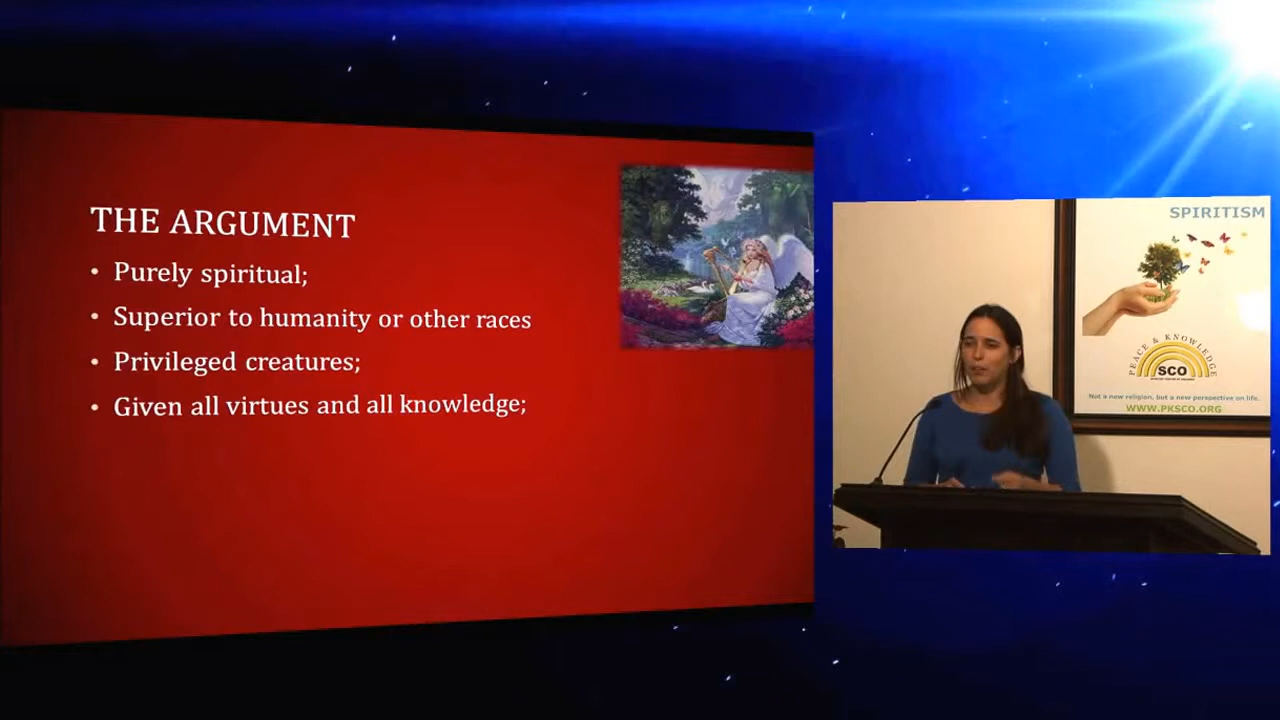 THE ARGUMENT
• Purely spiritual;
• Superior to humanity or other races
• Privileged creatures;
• Given all virtues and all knowledge;
SPIRITISM
PEACE & KNOWLEDGE
SCO
Not a new religion, but a new perspective on life.
WWW.PKSCO.ORG